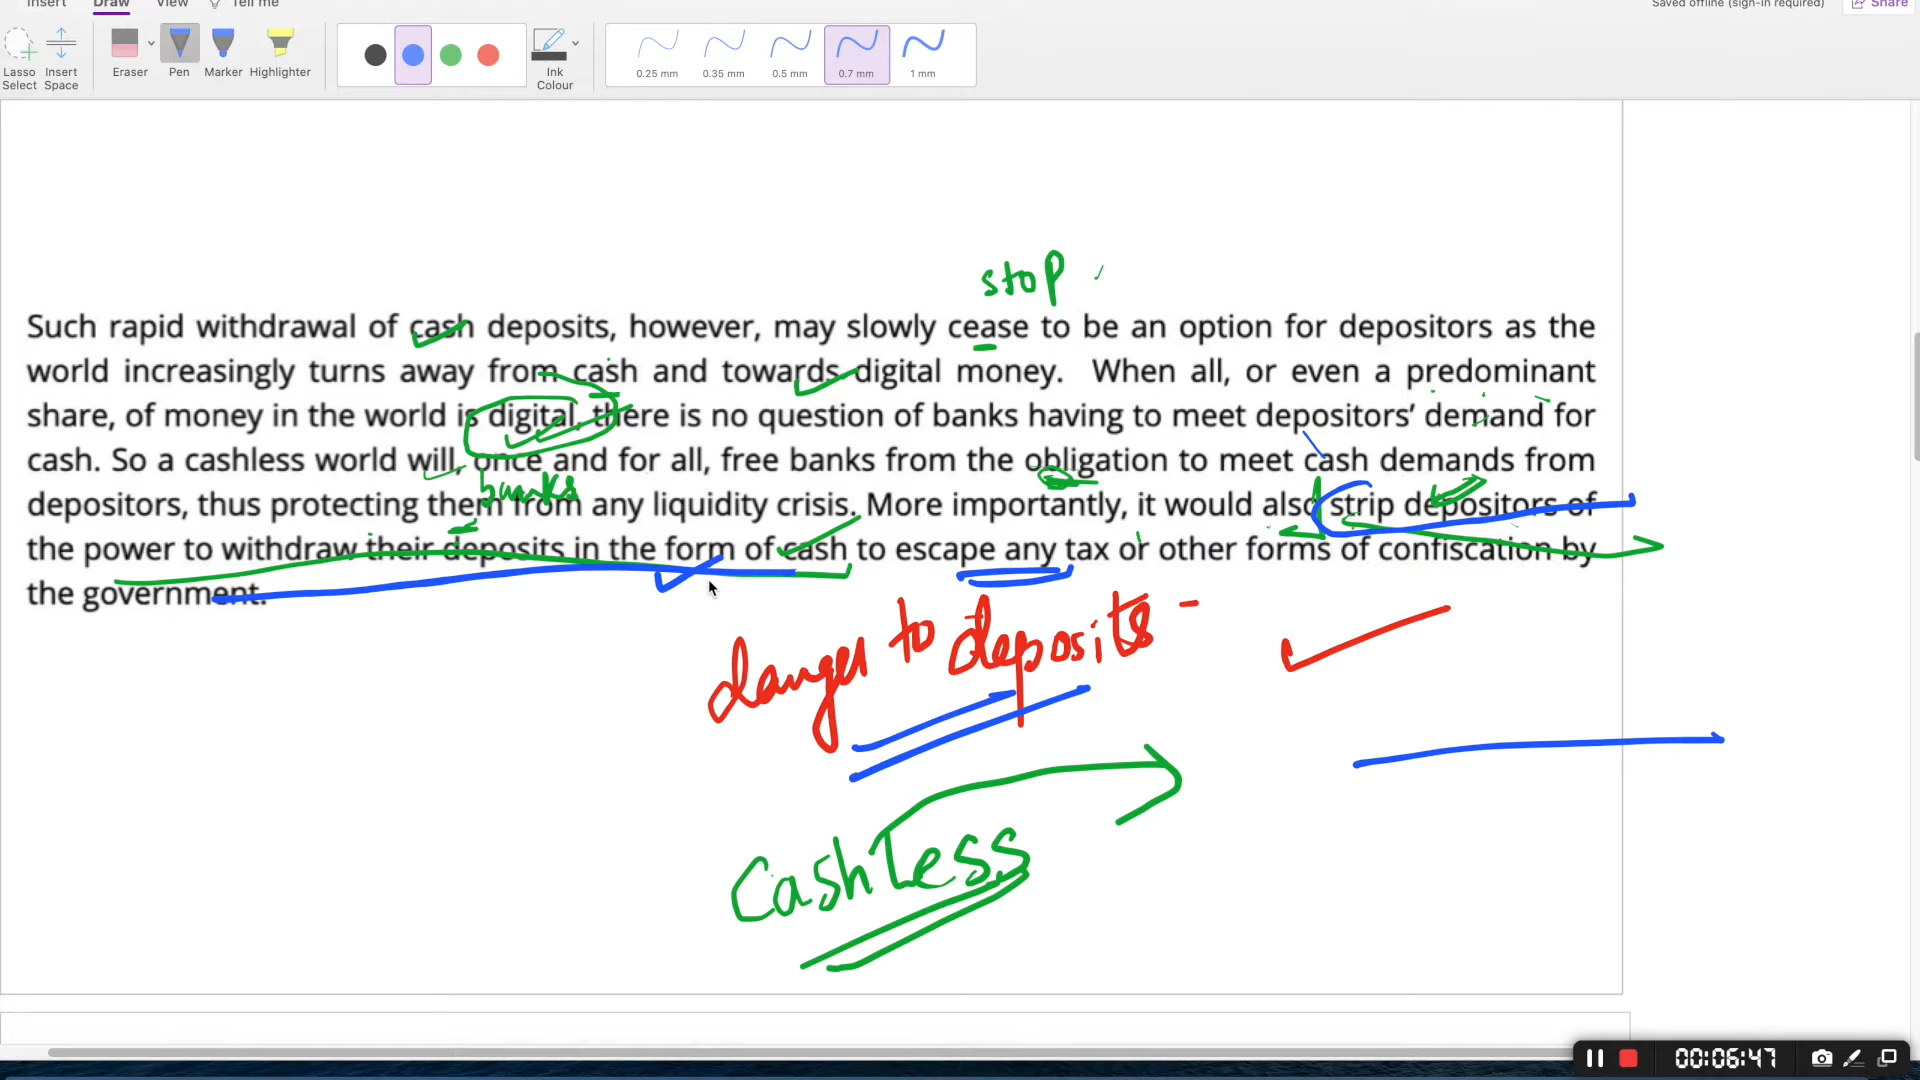 Insert Draw View Tell me Saved offline (sign-in required) Share
Lasso Select Insert Space Eraser Pen Marker Highlighter Ink Colour 0.25 mm 0.35 mm 0.5 mm 0.7 mm 1 mm
stop
Such rapid withdrawal of cash deposits, however, may slowly cease to be an option for depositors as the
world increasingly turns away from cash and towards digital money. When all, or even a predominant
share, of money in the world is digital, there is no question of banks having to meet depositors’ demand for
cash. So a cashless world will, once and for all, free banks from the obligation to meet cash demands from
banks
depositors, thus protecting them from any liquidity crisis. More importantly, it would also strip depositors of
the power to withdraw their deposits in the form of cash to escape any tax or other forms of confiscation by
the government.
danger to deposits -
Cashless
00:06:47